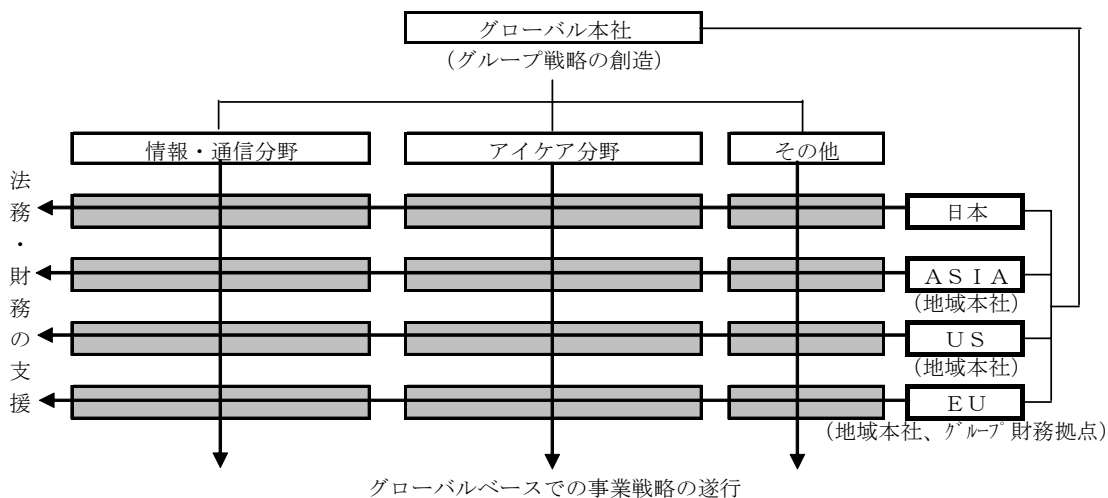 グローバル本社
(グループ戦略の創造)
情報・通信分野
アイケア分野
その他
法務・財務の支援
日本
ＡＳＩＡ
(地域本社)
ＵＳ
(地域本社)
ＥＵ
(地域本社、ｸﾞﾙｰﾌﾟ財務拠点)
グローバルベースでの事業戦略の遂行